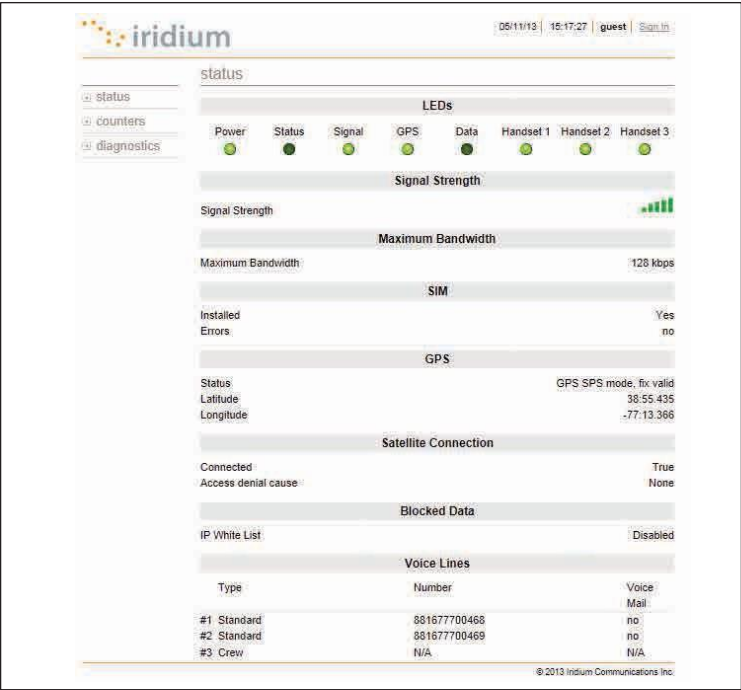 iridium
05/11/13 15:17:27 guest Sign In
status
status
counters
diagnostics
LEDs
Power Status Signal GPS Data Handset 1 Handset 2 Handset 3
Signal Strength
Signal Strength
Maximum Bandwidth
Maximum Bandwidth 128 kbps
SIM
Installed Yes
Errors no
GPS
Status GPS SPS mode, fix valid
Latitude 38:55.435
Longitude -77:13.366
Satellite Connection
Connected True
Access denial cause None
Blocked Data
IP White List Disabled
Voice Lines
Type Number Voice
Mail
#1 Standard 881677700468 no
#2 Standard 881677700469 no
#3 Crew N/A N/A
© 2013 Iridium Communications Inc.